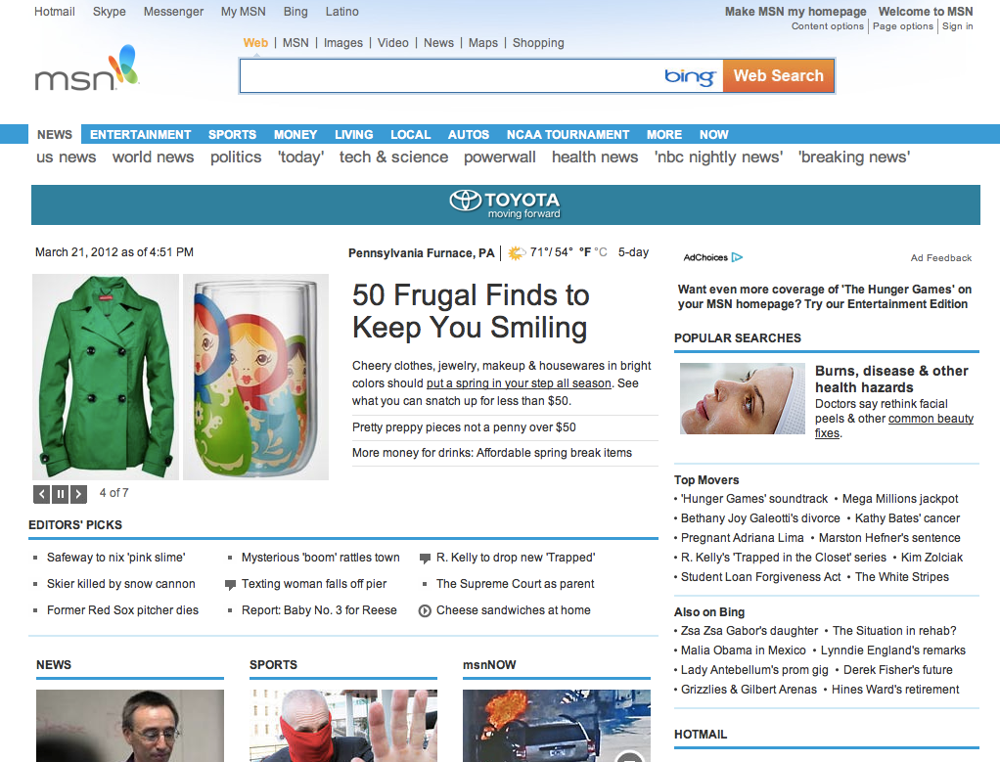 Hotmail Skype Messenger My MSN Bing Latino
Make MSN my homepage Welcome to MSN
Content options Page options Sign in
Web MSN Images Video News Maps Shopping
msn
bing Web Search
NEWS ENTERTAINMENT SPORTS MONEY LIVING LOCAL AUTOS NCAA TOURNAMENT MORE NOW
us news world news politics 'today' tech & science powerwall health news 'nbc nightly news' 'breaking news'
TOYOTA
moving forward
March 21, 2012 as of 4:51 PM
Pennsylvania Furnace, PA 71°/ 54° °F °C 5-day
50 Frugal Finds to
Keep You Smiling
Cheery clothes, jewelry, makeup & housewares in bright
colors should put a spring in your step all season. See
what you can snatch up for less than $50.
Pretty preppy pieces not a penny over $50
More money for drinks: Affordable spring break items
4 of 7
EDITORS' PICKS
Safeway to nix 'pink slime' Mysterious 'boom' rattles town R. Kelly to drop new 'Trapped'
Skier killed by snow cannon Texting woman falls off pier The Supreme Court as parent
Former Red Sox pitcher dies Report: Baby No. 3 for Reese Cheese sandwiches at home
NEWS SPORTS msnNOW
AdChoices Ad Feedback
Want even more coverage of 'The Hunger Games' on
your MSN homepage? Try our Entertainment Edition
POPULAR SEARCHES
Burns, disease & other
health hazards
Doctors say rethink facial
peels & other common beauty
fixes.
Top Movers
• 'Hunger Games' soundtrack • Mega Millions jackpot
• Bethany Joy Galeotti's divorce • Kathy Bates' cancer
• Pregnant Adriana Lima • Marston Hefner's sentence
• R. Kelly's 'Trapped in the Closet' series • Kim Zolciak
• Student Loan Forgiveness Act • The White Stripes
Also on Bing
• Zsa Zsa Gabor's daughter • The Situation in rehab?
• Malia Obama in Mexico • Lynndie England's remarks
• Lady Antebellum's prom gig • Derek Fisher's future
• Grizzlies & Gilbert Arenas • Hines Ward's retirement
HOTMAIL